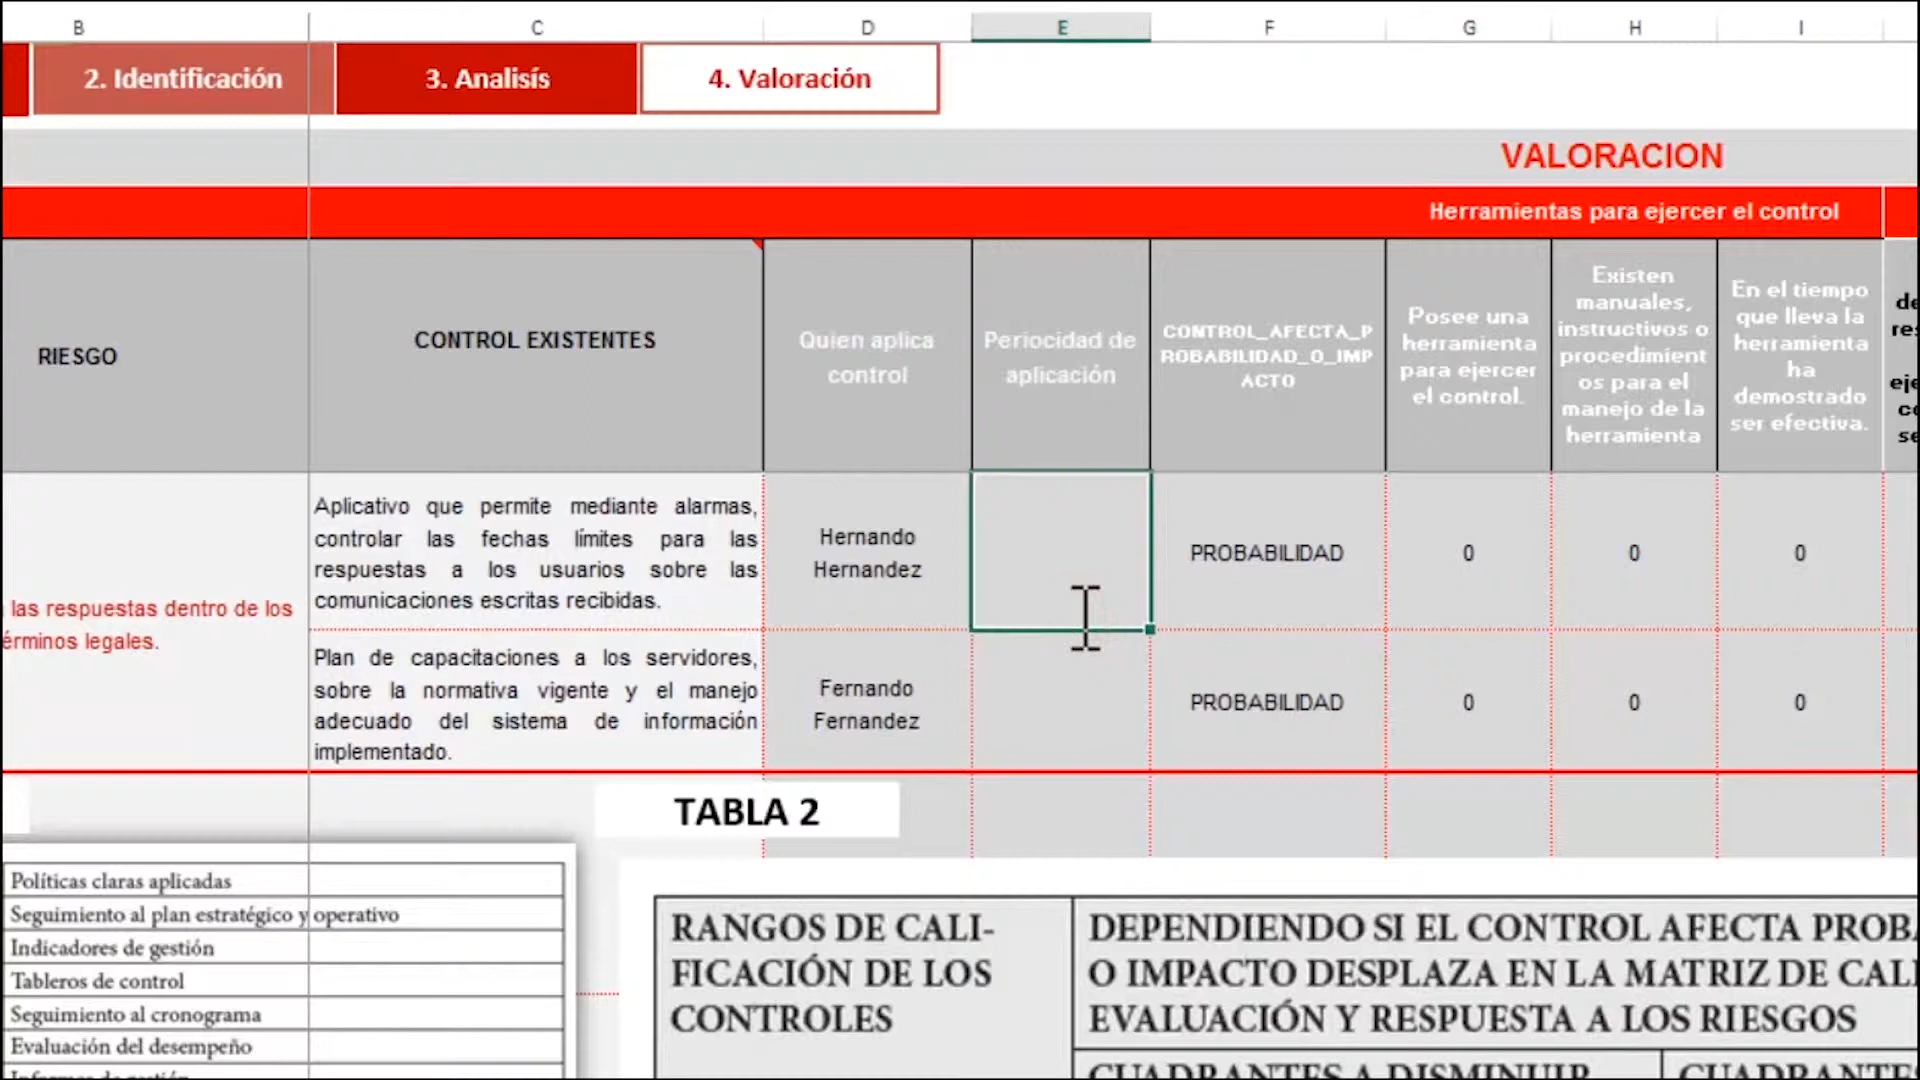 B C D E F G H I
2. Identificación
3. Analisís
4. Valoración
VALORACION
Herramientas para ejercer el control
RIESGO
CONTROL EXISTENTES
Quien aplica
control
Periocidad de
aplicación
CONTROL_AFECTA_P
ROBABILIDAD_O_IMP
ACTO
Posee una
herramienta
para ejercer
el control.
Existen
manuales,
instructivos o
procedimient
os para el
manejo de la
herramienta
En el tiempo
que lleva la
herramienta
ha
demostrado
ser efectiva.
las respuestas dentro de los
érminos legales.
Aplicativo que permite mediante alarmas,
controlar las fechas límites para las
respuestas a los usuarios sobre las
comunicaciones escritas recibidas.
Hernando
Hernandez
PROBABILIDAD
0
0
0
Plan de capacitaciones a los servidores,
sobre la normativa vigente y el manejo
adecuado del sistema de información
implementado.
Fernando
Fernandez
PROBABILIDAD
0
0
0
TABLA 2
Políticas claras aplicadas
Seguimiento al plan estratégico y operativo
Indicadores de gestión
Tableros de control
Seguimiento al cronograma
Evaluación del desempeño
Informes de gestión
RANGOS DE CALI-
FICACIÓN DE LOS
CONTROLES
DEPENDIENDO SI EL CONTROL AFECTA PROBA
O IMPACTO DESPLAZA EN LA MATRIZ DE CALI
EVALUACIÓN Y RESPUESTA A LOS RIESGOS
CUADRANTES A DISMINUIR
CUADRANTES